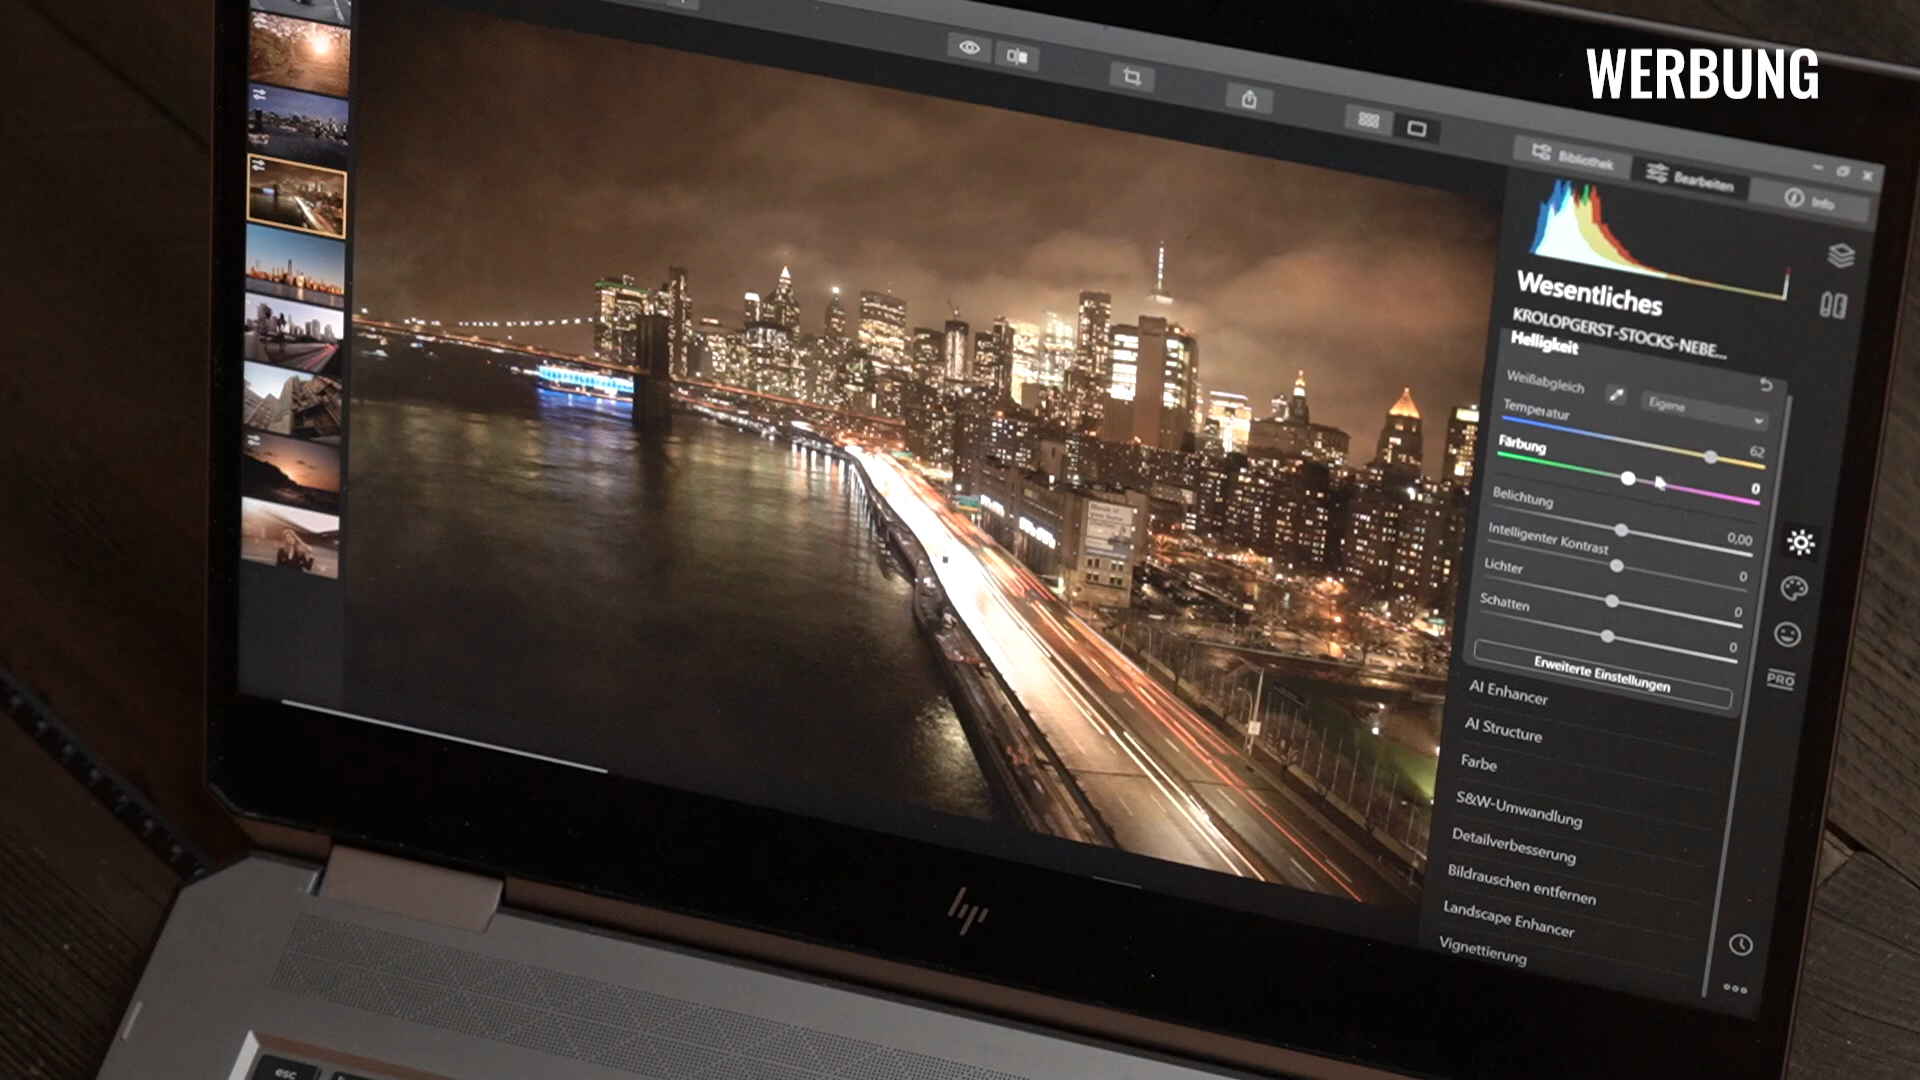 WERBUNG
Bibliothek
Bearbeiten
Info
Wesentliches
KROLOPGERST-STOCKS-NEBE...
Helligkeit
Weißabgleich
Eigene
Temperatur
62
Färbung
0
Belichtung
0,00
Intelligenter Kontrast
0
Lichter
0
Schatten
0
Erweiterte Einstellungen
AI Enhancer
AI Structure
Farbe
S&W-Umwandlung
Detailverbesserung
Bildrauschen entfernen
Landscape Enhancer
Vignettierung
PRO
hp
esc